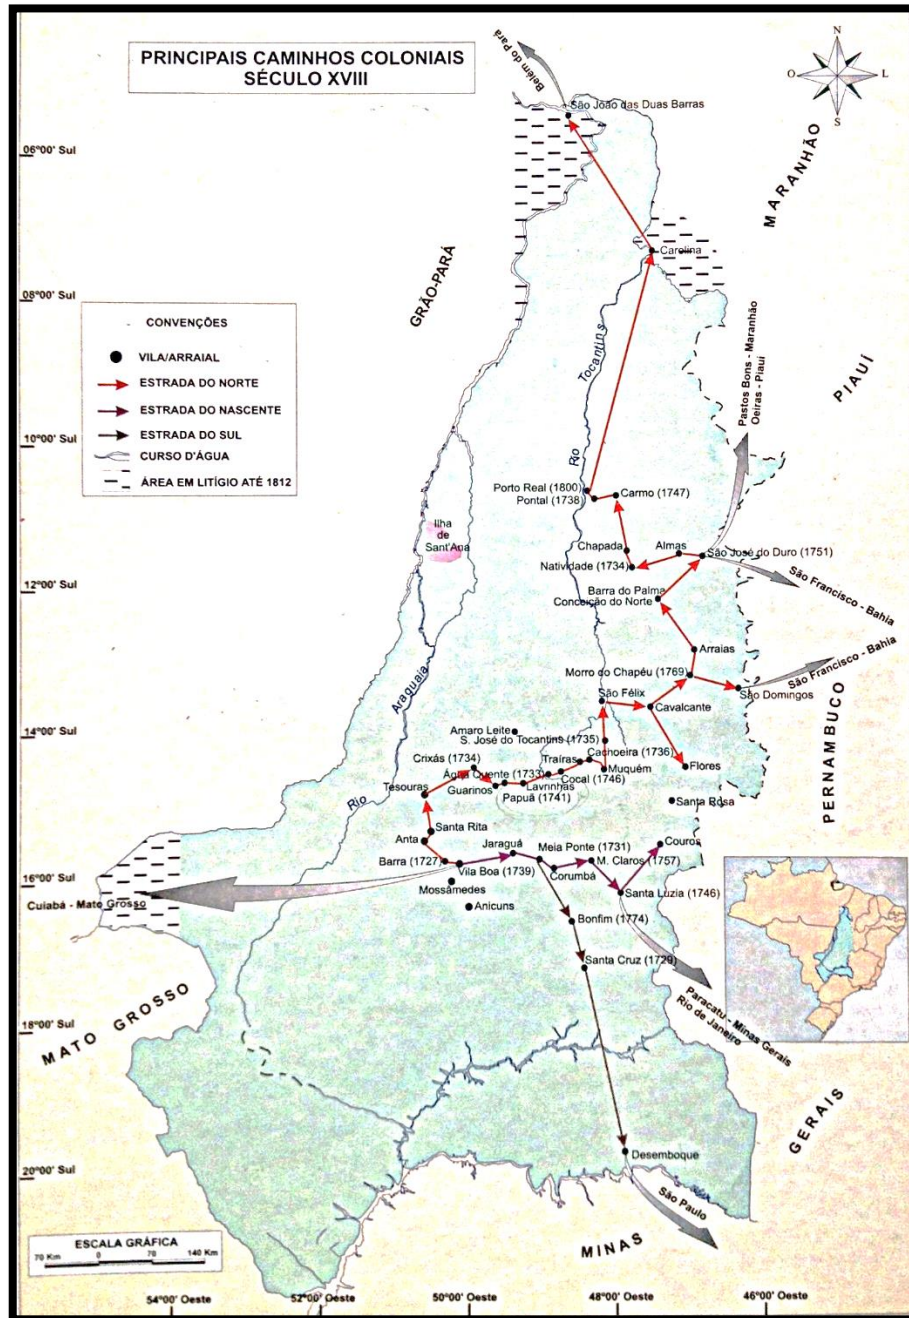 PRINCIPAIS CAMINHOS COLONIAIS
SÉCULO XVIII
Belém do Pará
N
O
L
S
São João das Duas Barras
06°00' Sul
MARANHÃO
Carolina
GRÃO-PARÁ
08°00' Sul
CONVENÇÕES
VILA/ARRAIAL
ESTRADA DO NORTE
ESTRADA DO NASCENTE
ESTRADA DO SUL
CURSO D'ÁGUA
ÁREA EM LITÍGIO ATÉ 1812
Rio Tocantins
Pastos Bons - Maranhão
Oeiras - Piauí
PIAUÍ
10°00' Sul
Porto Real (1800)
Pontal (1738)
Carmo (1747)
Ilha
de
Sant'Ana
Chapada
Almas
São José do Duro (1751)
Natividade (1734)
12°00' Sul
Barra do Palma
Conceição do Norte
São Francisco - Bahia
Arraias
São Francisco - Bahia
Morro do Chapéu (1769)
São Domingos
São Félix
Cavalcante
PERNAMBUCO
Rio Araguaia
14°00' Sul
Amaro Leite
S. José do Tocantins (1735)
Crixás (1734)
Traíras
Cachoeira (1736)
Flores
Água Quente (1733)
Cocal (1746)
Muquém
Tesouras
Guarinos
Lavrinhas
Papuã (1741)
Santa Rosa
Santa Rita
Anta
Jaraguá
Meia Ponte (1731)
Couros
Barra (1727)
Vila Boa (1739)
Corumbá
M. Claros (1757)
16°00' Sul
Mossâmedes
Santa Luzia (1746)
Cuiabá - Mato Grosso
Anicuns
Bonfim (1774)
Santa Cruz (1729)
Paracatu - Minas Gerais
Rio de Janeiro
MATO GROSSO
18°00' Sul
GERAIS
Desemboque
20°00' Sul
São Paulo
MINAS
ESCALA GRÁFICA
70 Km 0 70 140 Km
54°00' Oeste
52°00' Oeste
50°00' Oeste
48°00' Oeste
46°00' Oeste